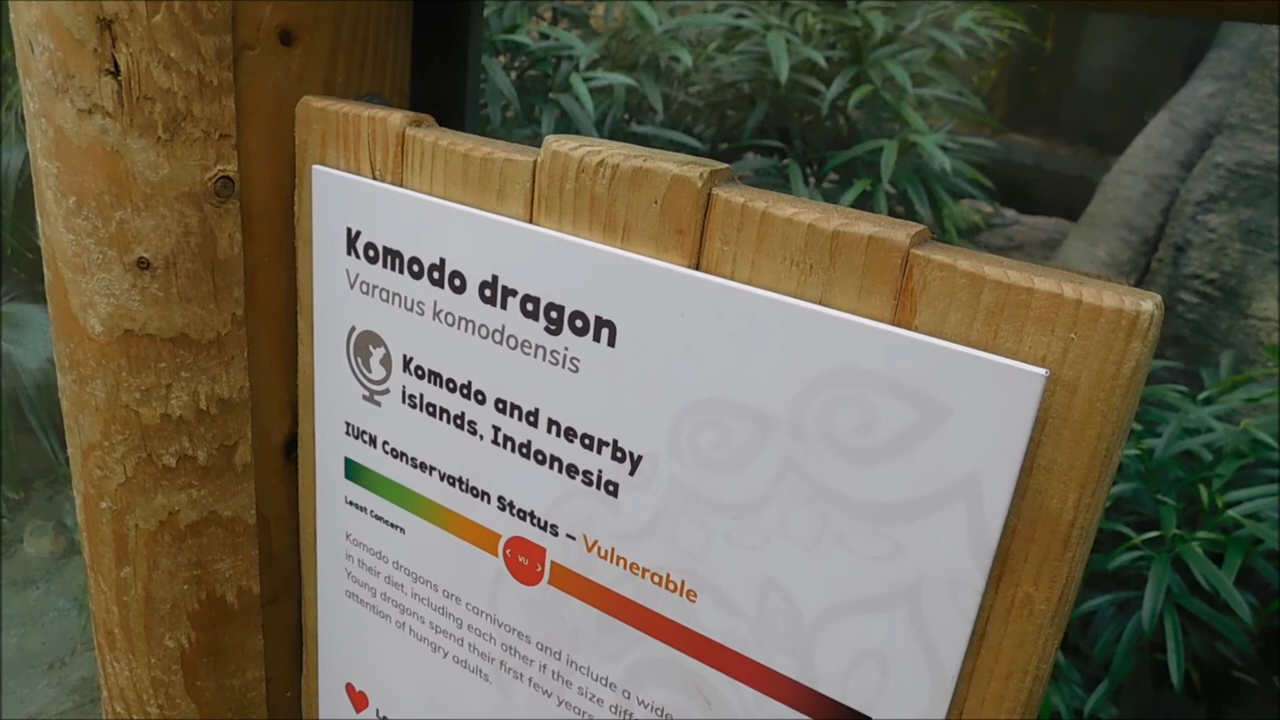 Komodo dragon
Varanus komodoensis
Komodo and nearby
islands, Indonesia
IUCN Conservation Status – Vulnerable
Least Concern
< VU >
Komodo dragons are carnivores and include a wide
in their diet, including each other if the size
Young dragons spend their first few years
attention of hungry adults.